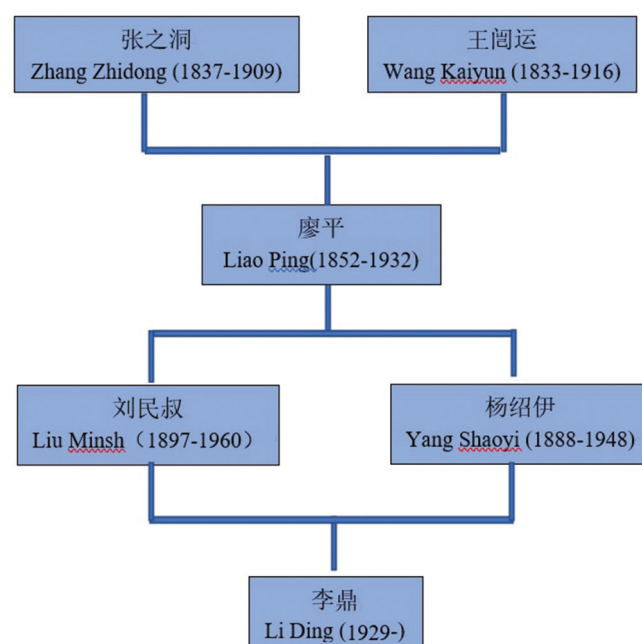 张之洞
Zhang Zhidong (1837-1909)
王闿运
Wang Kaiyun (1833-1916)
廖平
Liao Ping(1852-1932)
刘民叔
Liu Minsh（1897-1960）
杨绍伊
Yang Shaoyi (1888-1948)
李鼎
Li Ding (1929-)